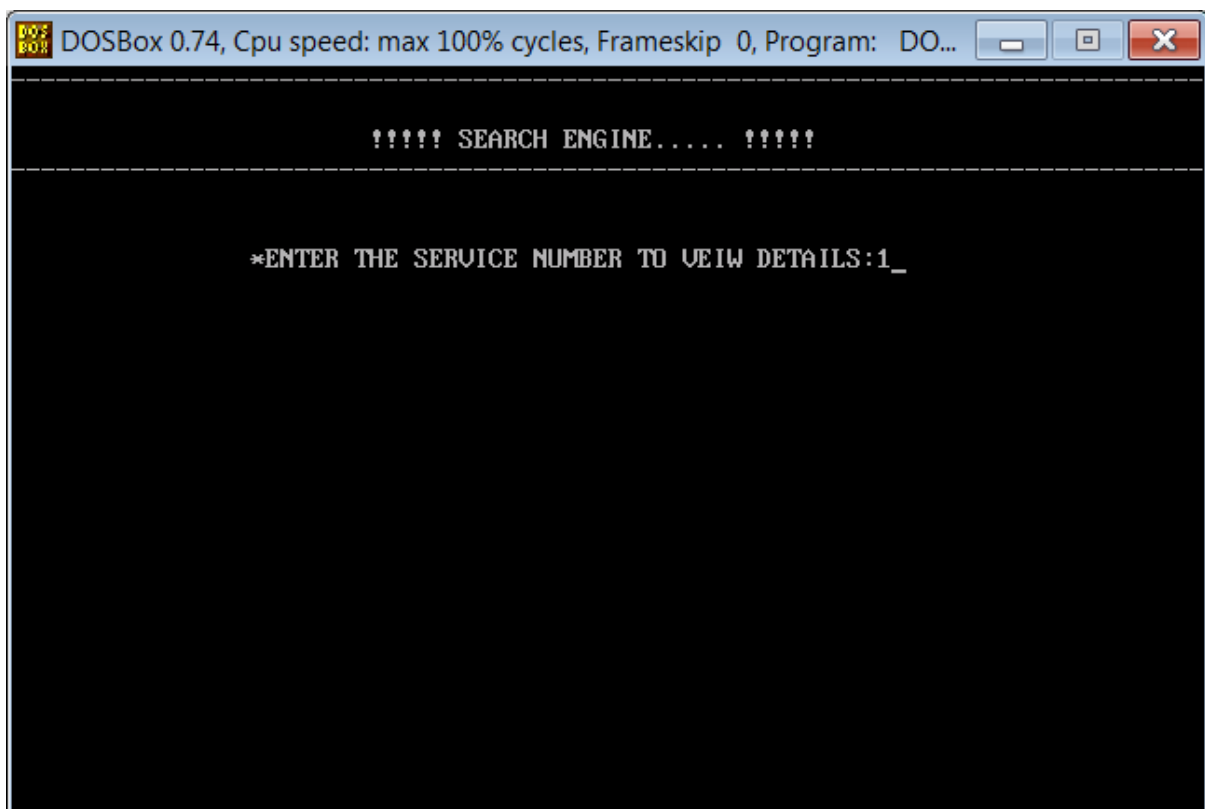 DOSBox 0.74, Cpu speed: max 100% cycles, Frameskip 0, Program: DO...
!!!!! SEARCH ENGINE..... !!!!!
*ENTER THE SERVICE NUMBER TO VEIW DETAILS:1_